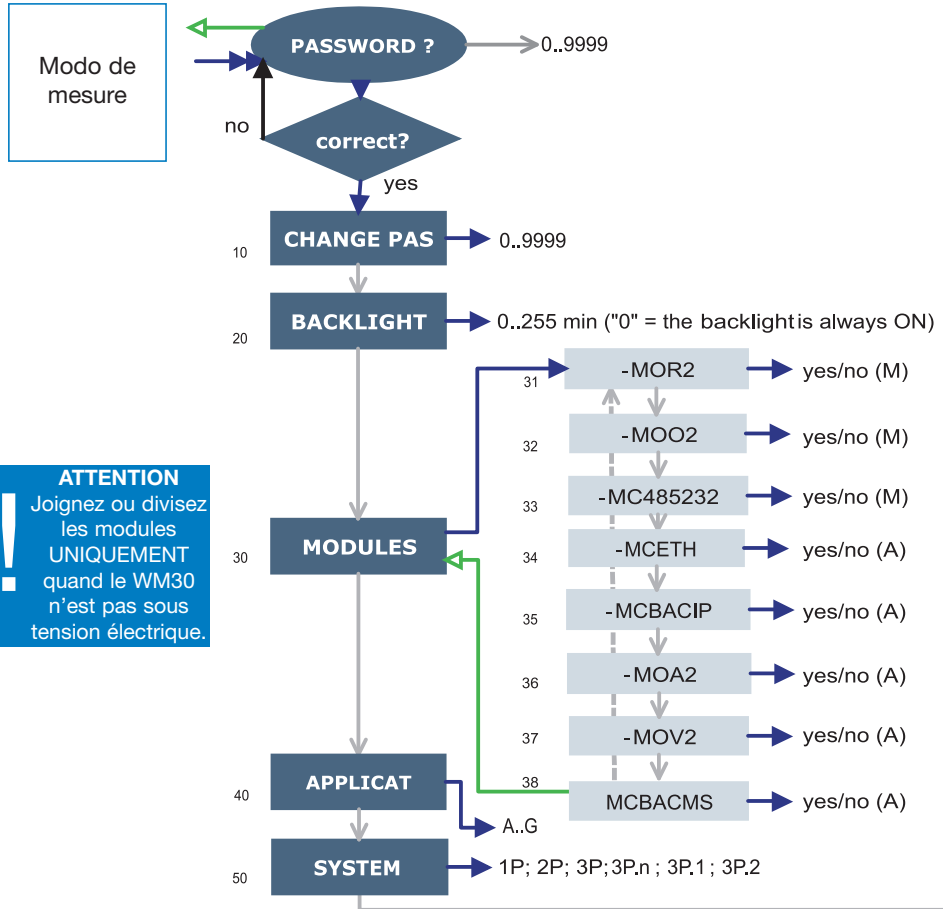 PASSWORD ?
0..9999
Modo de
mesure
no
correct?
yes
10
CHANGE PAS
0..9999
20
BACKLIGHT
0..255 min ("0" = the backlight is always ON)
31
-MOR2
yes/no (M)
32
-MOO2
yes/no (M)
ATTENTION
!
Joignez ou divisez
les modules
UNIQUEMENT
quand le WM30
n'est pas sous
tension électrique.
33
-MC485232
yes/no (M)
30
MODULES
34
-MCETH
yes/no (A)
35
-MCBACIP
yes/no (A)
36
-MOA2
yes/no (A)
37
-MOV2
yes/no (A)
38
MCBACMS
yes/no (A)
40
APPLICAT
A..G
50
SYSTEM
1P; 2P; 3P; 3P.n ; 3P.1 ; 3P.2